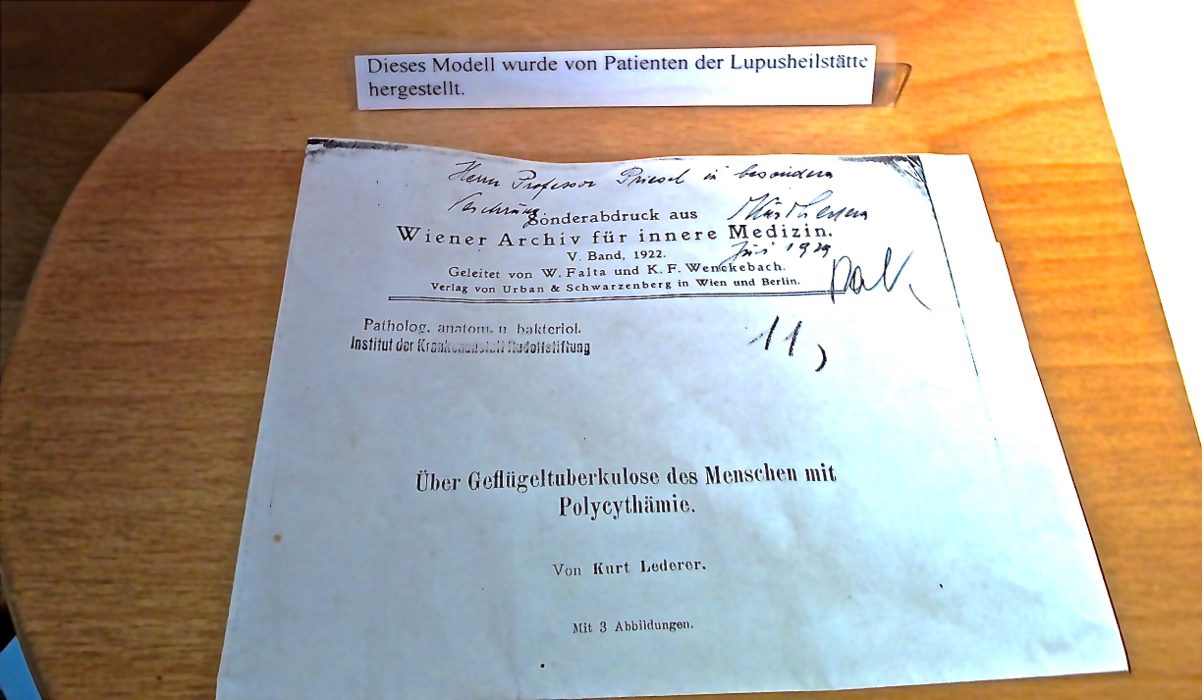 Dieses Modell wurde von Patienten der Lupusheilstätte
hergestellt.
Herrn Professor Priesel in besonderer
Sonderabdruck aus
Wiener Archiv für innere Medizin.
V. Band, 1922.
Geleitet von W. Falta und K. F. Wenckebach.
Verlag von Urban & Schwarzenberg in Wien und Berlin.
Patholog. anatom. u. bakteriol.
Institut der Krankenanstalt Rudolfstiftung
11,
Über Geflügeltuberkulose des Menschen mit
Polycythämie.
Von Kurt Lederer.
Mit 3 Abbildungen.